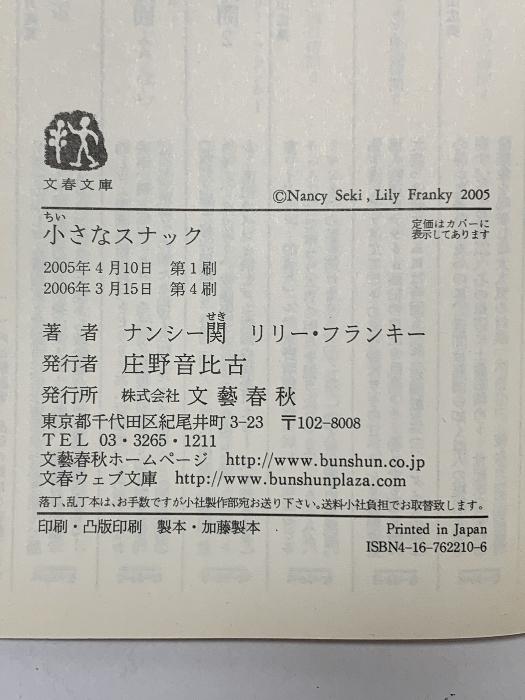 文春文庫
©Nancy Seki, Lily Franky 2005
ちい
小さなスナック
定価はカバーに
表示してあります
2005年4月10日 第1刷
2006年3月15日 第4刷
せき
著 者 ナンシー関 リリー・フランキー
発行者 庄野音比古
発行所 株式会社 文藝春秋
東京都千代田区紀尾井町3-23 〒102-8008
TEL 03・3265・1211
文藝春秋ホームページ http://www.bunshun.co.jp
文春ウェブ文庫 http://www.bunshunplaza.com
落丁、乱丁本は、お手数ですが小社製作部宛お送り下さい。送料小社負担でお取替致します。
印刷・凸版印刷 製本・加藤製本
Printed in Japan
ISBN4-16-762210-6